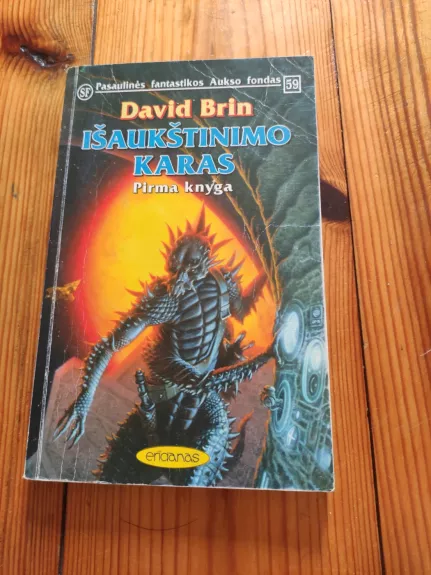 SF Pasaulinės fantastikos Aukso fondas 59
David Brin
IŠAUKŠTINIMO
KARAS
Pirma knyga
eridanas